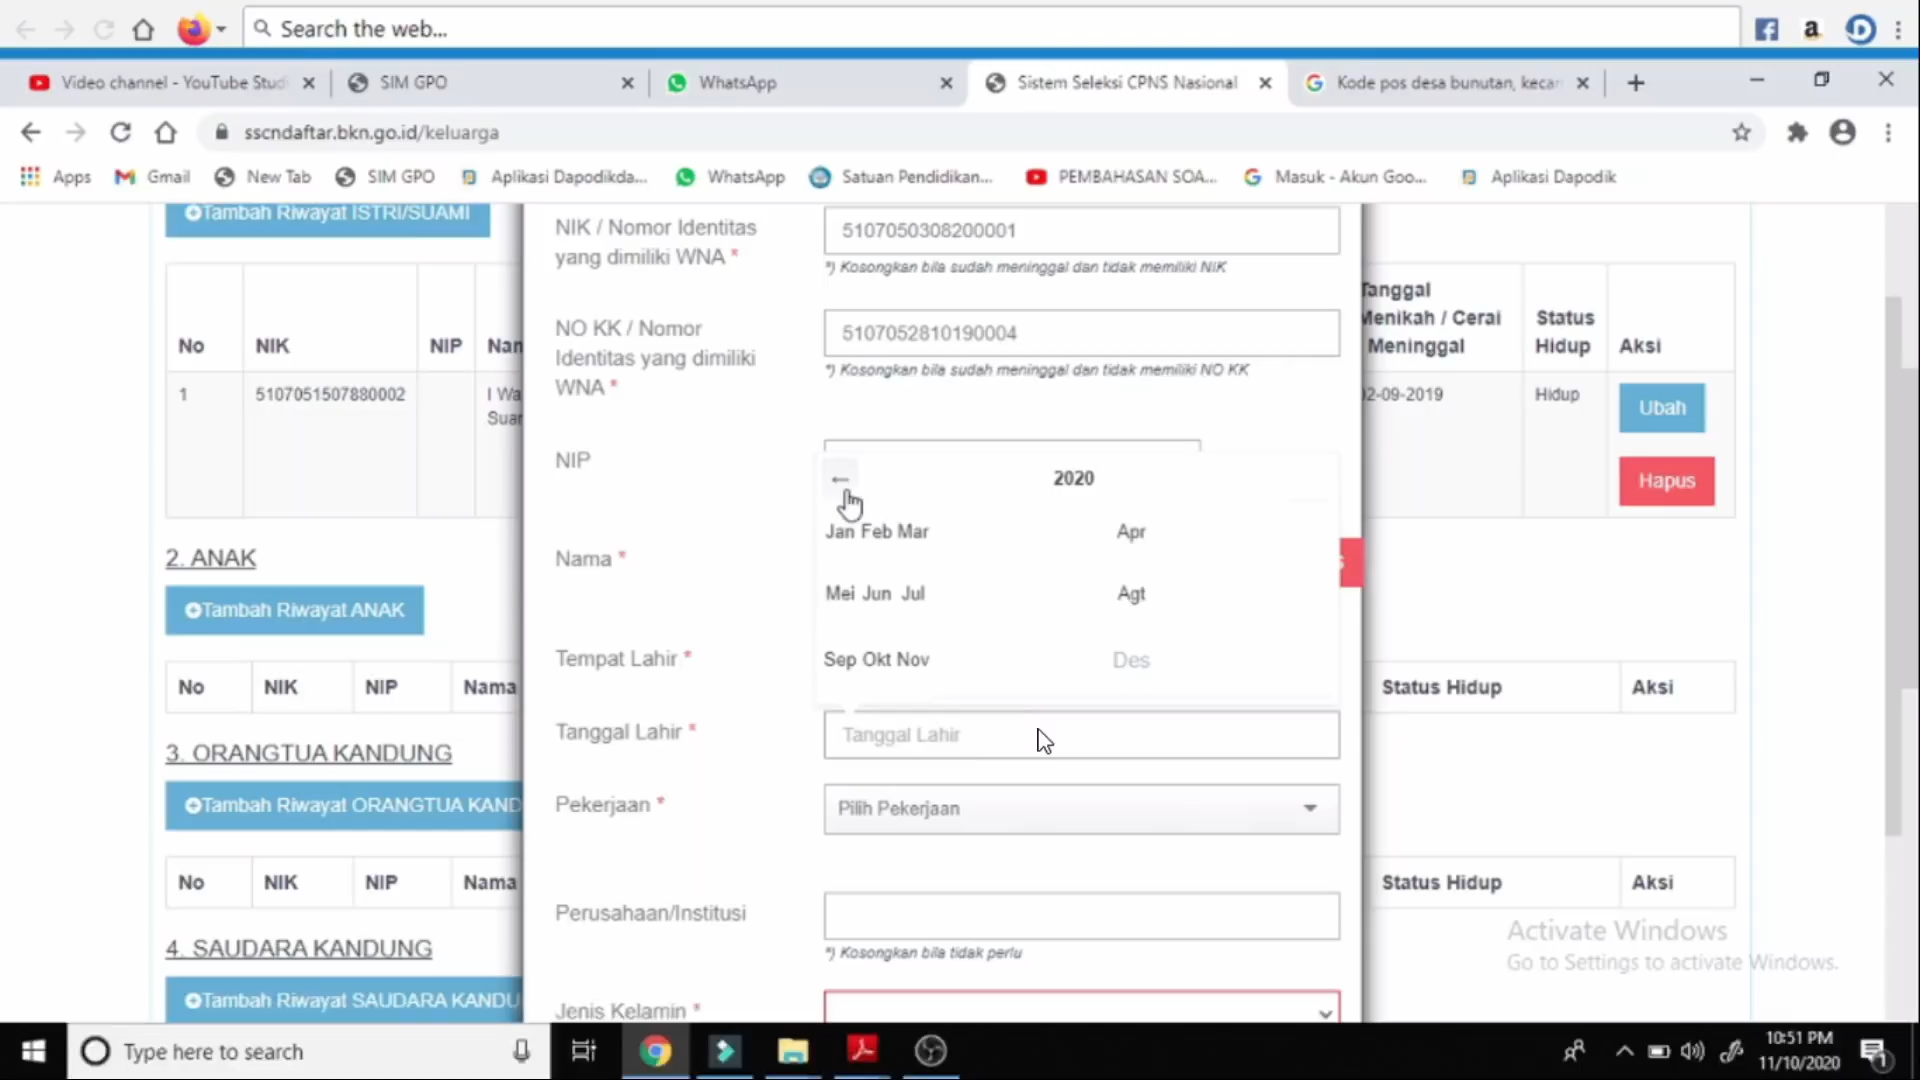 Search the web...
Video channel - YouTube Studi
SIM GPO
WhatsApp
Sistem Seleksi CPNS Nasional
Kode pos desa bunutan, kecan
sscndaftar.bkn.go.id/keluarga
Apps
Gmail
New Tab
SIM GPO
Aplikasi Dapodikda...
WhatsApp
Satuan Pendidikan...
PEMBAHASAN SOA...
Masuk - Akun Goo...
Aplikasi Dapodik
Tambah Riwayat ISTRI/SUAMI
No NIK NIP Nam
1 5107051507880002 I Wa
Suar
Tanggal
Menikah / Cerai
Meninggal
Status
Hidup
Aksi
02-09-2019 Hidup Ubah
Hapus
2. ANAK
Tambah Riwayat ANAK
No NIK NIP Nama
Status Hidup Aksi
3. ORANGTUA KANDUNG
Tambah Riwayat ORANGTUA KAND
No NIK NIP Nama
Status Hidup Aksi
4. SAUDARA KANDUNG
Tambah Riwayat SAUDARA KANDU
NIK / Nomor Identitas
yang dimiliki WNA *
5107050308200001
*) Kosongkan bila sudah meninggal dan tidak memiliki NIK
NO KK / Nomor
Identitas yang dimiliki
WNA *
5107052810190004
*) Kosongkan bila sudah meninggal dan tidak memiliki NO KK
NIP
Nama *
Tempat Lahir *
← 2020
Jan Feb Mar Apr
Mei Jun Jul Agt
Sep Okt Nov Des
Tanggal Lahir *
Tanggal Lahir
Pekerjaan *
Pilih Pekerjaan
Perusahaan/Institusi
*) Kosongkan bila tidak perlu
Jenis Kelamin *
Activate Windows
Go to Settings to activate Windows.
Type here to search
10:51 PM
11/10/2020
1